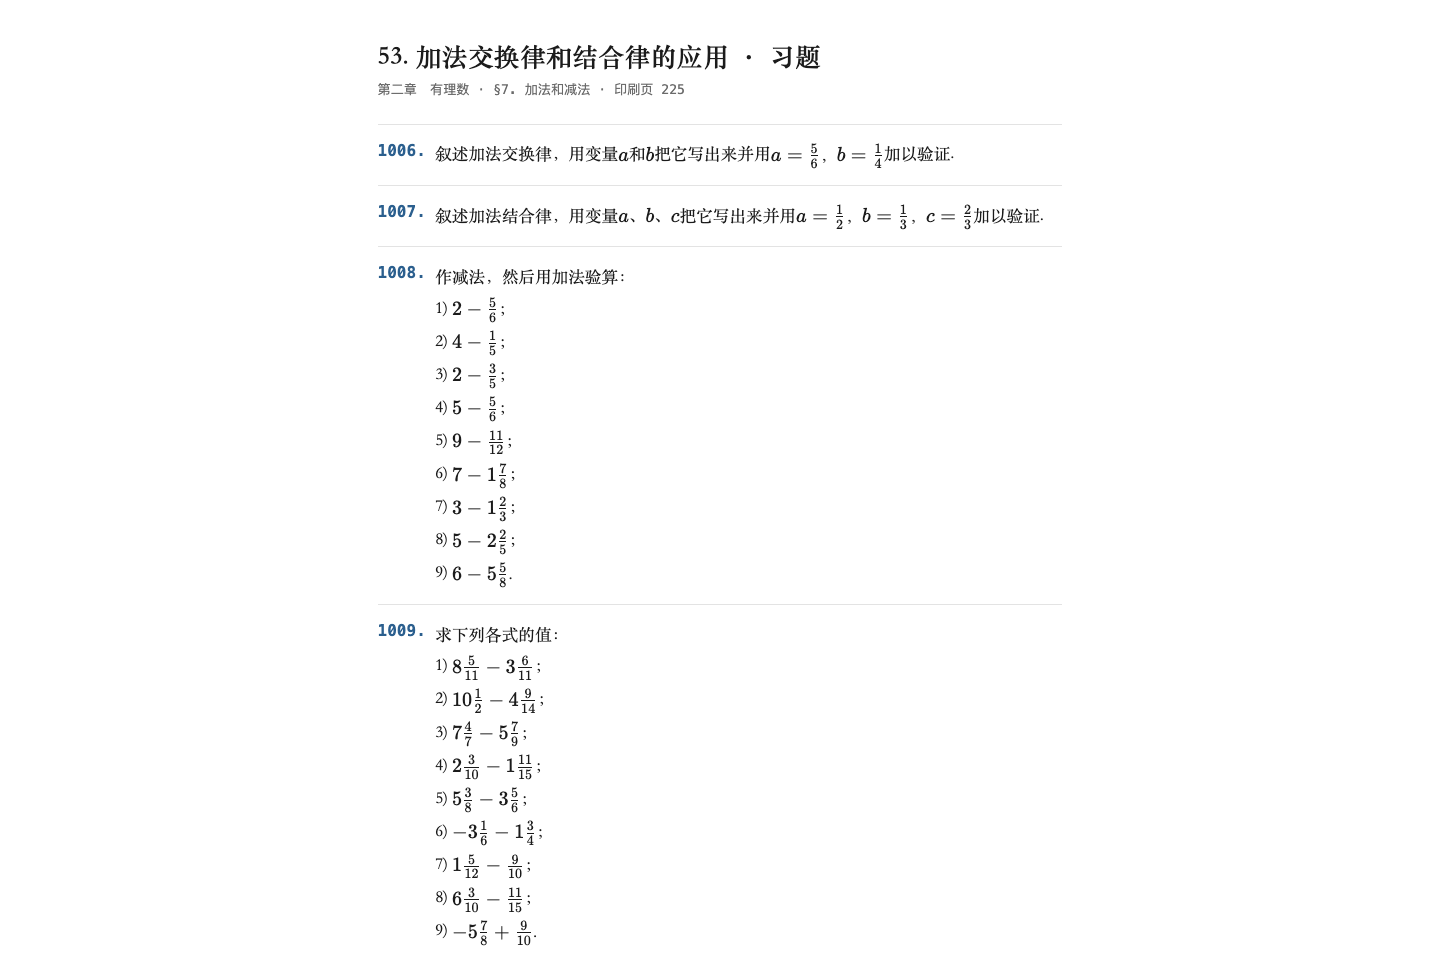 53. 加法交换律和结合律的应用 · 习题
第二章 有理数 · §7. 加法和减法 · 印刷页 225
1006. 叙述加法交换律，用变量a和b把它写出来并用a = 5/6，b = 1/4加以验证.
1007. 叙述加法结合律，用变量a、b、c把它写出来并用a = 1/2，b = 1/3，c = 2/3加以验证.
1008. 作减法，然后用加法验算：
1) 2 − 5/6；
2) 4 − 1/5；
3) 2 − 3/5；
4) 5 − 5/6；
5) 9 − 11/12；
6) 7 − 1 7/8；
7) 3 − 1 2/3；
8) 5 − 2 2/5；
9) 6 − 5 5/8.
1009. 求下列各式的值：
1) 8 5/11 − 3 6/11；
2) 10 1/2 − 4 9/14；
3) 7 4/7 − 5 7/9；
4) 2 3/10 − 1 11/15；
5) 5 3/8 − 3 5/6；
6) −3 1/6 − 1 3/4；
7) 1 5/12 − 9/10；
8) 6 3/10 − 11/15；
9) −5 7/8 + 9/10.